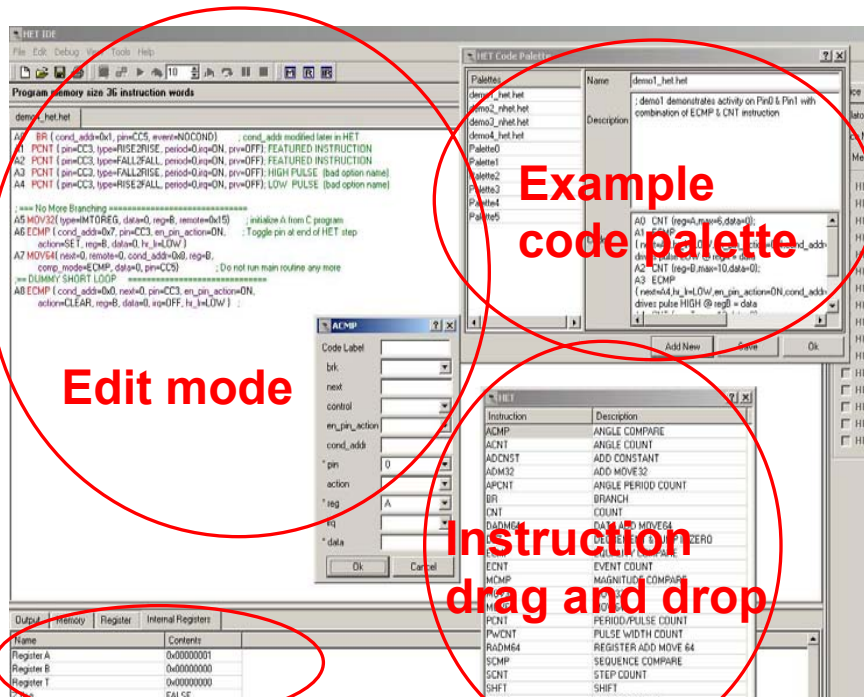 HET IDE
File Edit Debug View Tools Help
10
Program memory size 36 instruction words
demo4_het.het
A0 BR { cond_addr=0x1, pin=CC5, event=NOCOND} ; cond_addr modified later in HET
A1 PCNT { pin=CC3, type=RISE2RISE, period=0,irq=ON, prv=OFF}; FEATURED INSTRUCTION
A2 PCNT { pin=CC3, type=FALL2FALL, period=0,irq=ON, prv=OFF}; FEATURED INSTRUCTION
A3 PCNT { pin=CC3, type=FALL2RISE, period=0,irq=ON, prv=OFF}; HIGH PULSE (bad option name)
A4 PCNT { pin=CC3, type=RISE2FALL, period=0,irq=ON, prv=OFF}; LOW PULSE (bad option name)
; === No More Branching ================================
A5 MOV32{ type=IMTOREG, data=0, reg=B, remote=0x15} ; initialize A from C program
A6 ECMP { cond_addr=0x7, pin=CC3, en_pin_action=ON, ; Toggle pin at end of HET step
action=SET, reg=B, data=0, hr_lr=LOW }
A7 MOV64{ next=0, remote=0, cond_addr=0x8, reg=B,
comp_mode=ECMP, data=0, pin=CC5} ; Do not run main routine any more
;== DUMMY SHORT LOOP ================================
A8 ECMP { cond_addr=0x0, next=0, pin=CC3, en_pin_action=ON,
action=CLEAR, reg=B, data=0, irq=OFF, hr_lr=LOW } ;
Edit mode
HET Code Palette
Palettes
demo1_het.het
demo2_nhet.het
demo3_nhet.het
demo4_het.het
Palette0
Palette1
Palette2
Palette3
Palette4
Palette5
Name
demo1_het.het
Description
; demo1 demonstrates activity on Pin0 & Pin1 with
combination of ECMP & CNT instruction
Example
code palette
A0 CNT {reg=A,max=6,data=0};
A1 ECMP
drives pulse LOW @ regA = data
A2 CNT {reg=B,max=10,data=0};
A3 ECMP
{next=A4,hr_lr=LOW,en_pin_action=ON,cond_addr
drives pulse HIGH @ regB = data
Add New
Save
Ok
ACMP
Code Label
brk
next
control
en_pin_action
cond_addr
* pin
0
action
* reg
A
irq
* data
Ok
Cancel
HET
Instruction Description
ACMP ANGLE COMPARE
ACNT ANGLE COUNT
ADCNST ADD CONSTANT
ADM32 ADD MOVE32
APCNT ANGLE PERIOD COUNT
BR BRANCH
CNT COUNT
DADM64 DATA ADD MOVE64
ECNT EVENT COUNT
MCMP MAGNITUDE COMPARE
PCNT PERIOD/PULSE COUNT
PWCNT PULSE WIDTH COUNT
RADM64 REGISTER ADD MOVE 64
SCMP SEQUENCE COMPARE
SCNT STEP COUNT
SHFT SHIFT
Instruction
drag and drop
Output Memory Register Internal Registers
Name Contents
Register A 0x00000001
Register B 0x00000000
Register T 0x00000000
FALSE